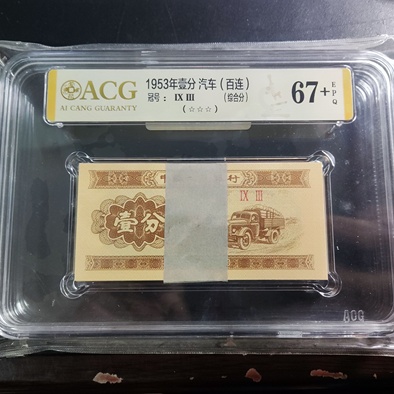 ACG
AI CANG GUARANTY
1953年壹分 汽车（百连）
冠号： IX III （综合分）
（☆☆☆）
67+
EPQ
IX III
壹分
ACG